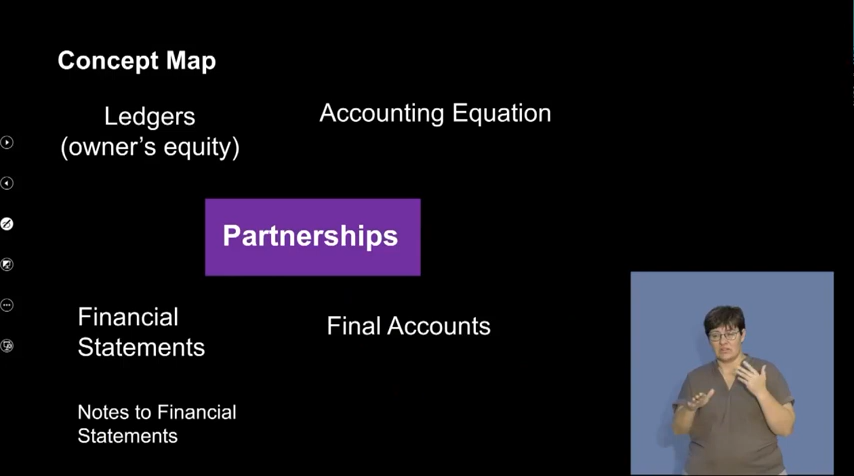 Concept Map
Ledgers
(owner's equity)
Accounting Equation
Partnerships
Financial
Statements
Final Accounts
Notes to Financial
Statements